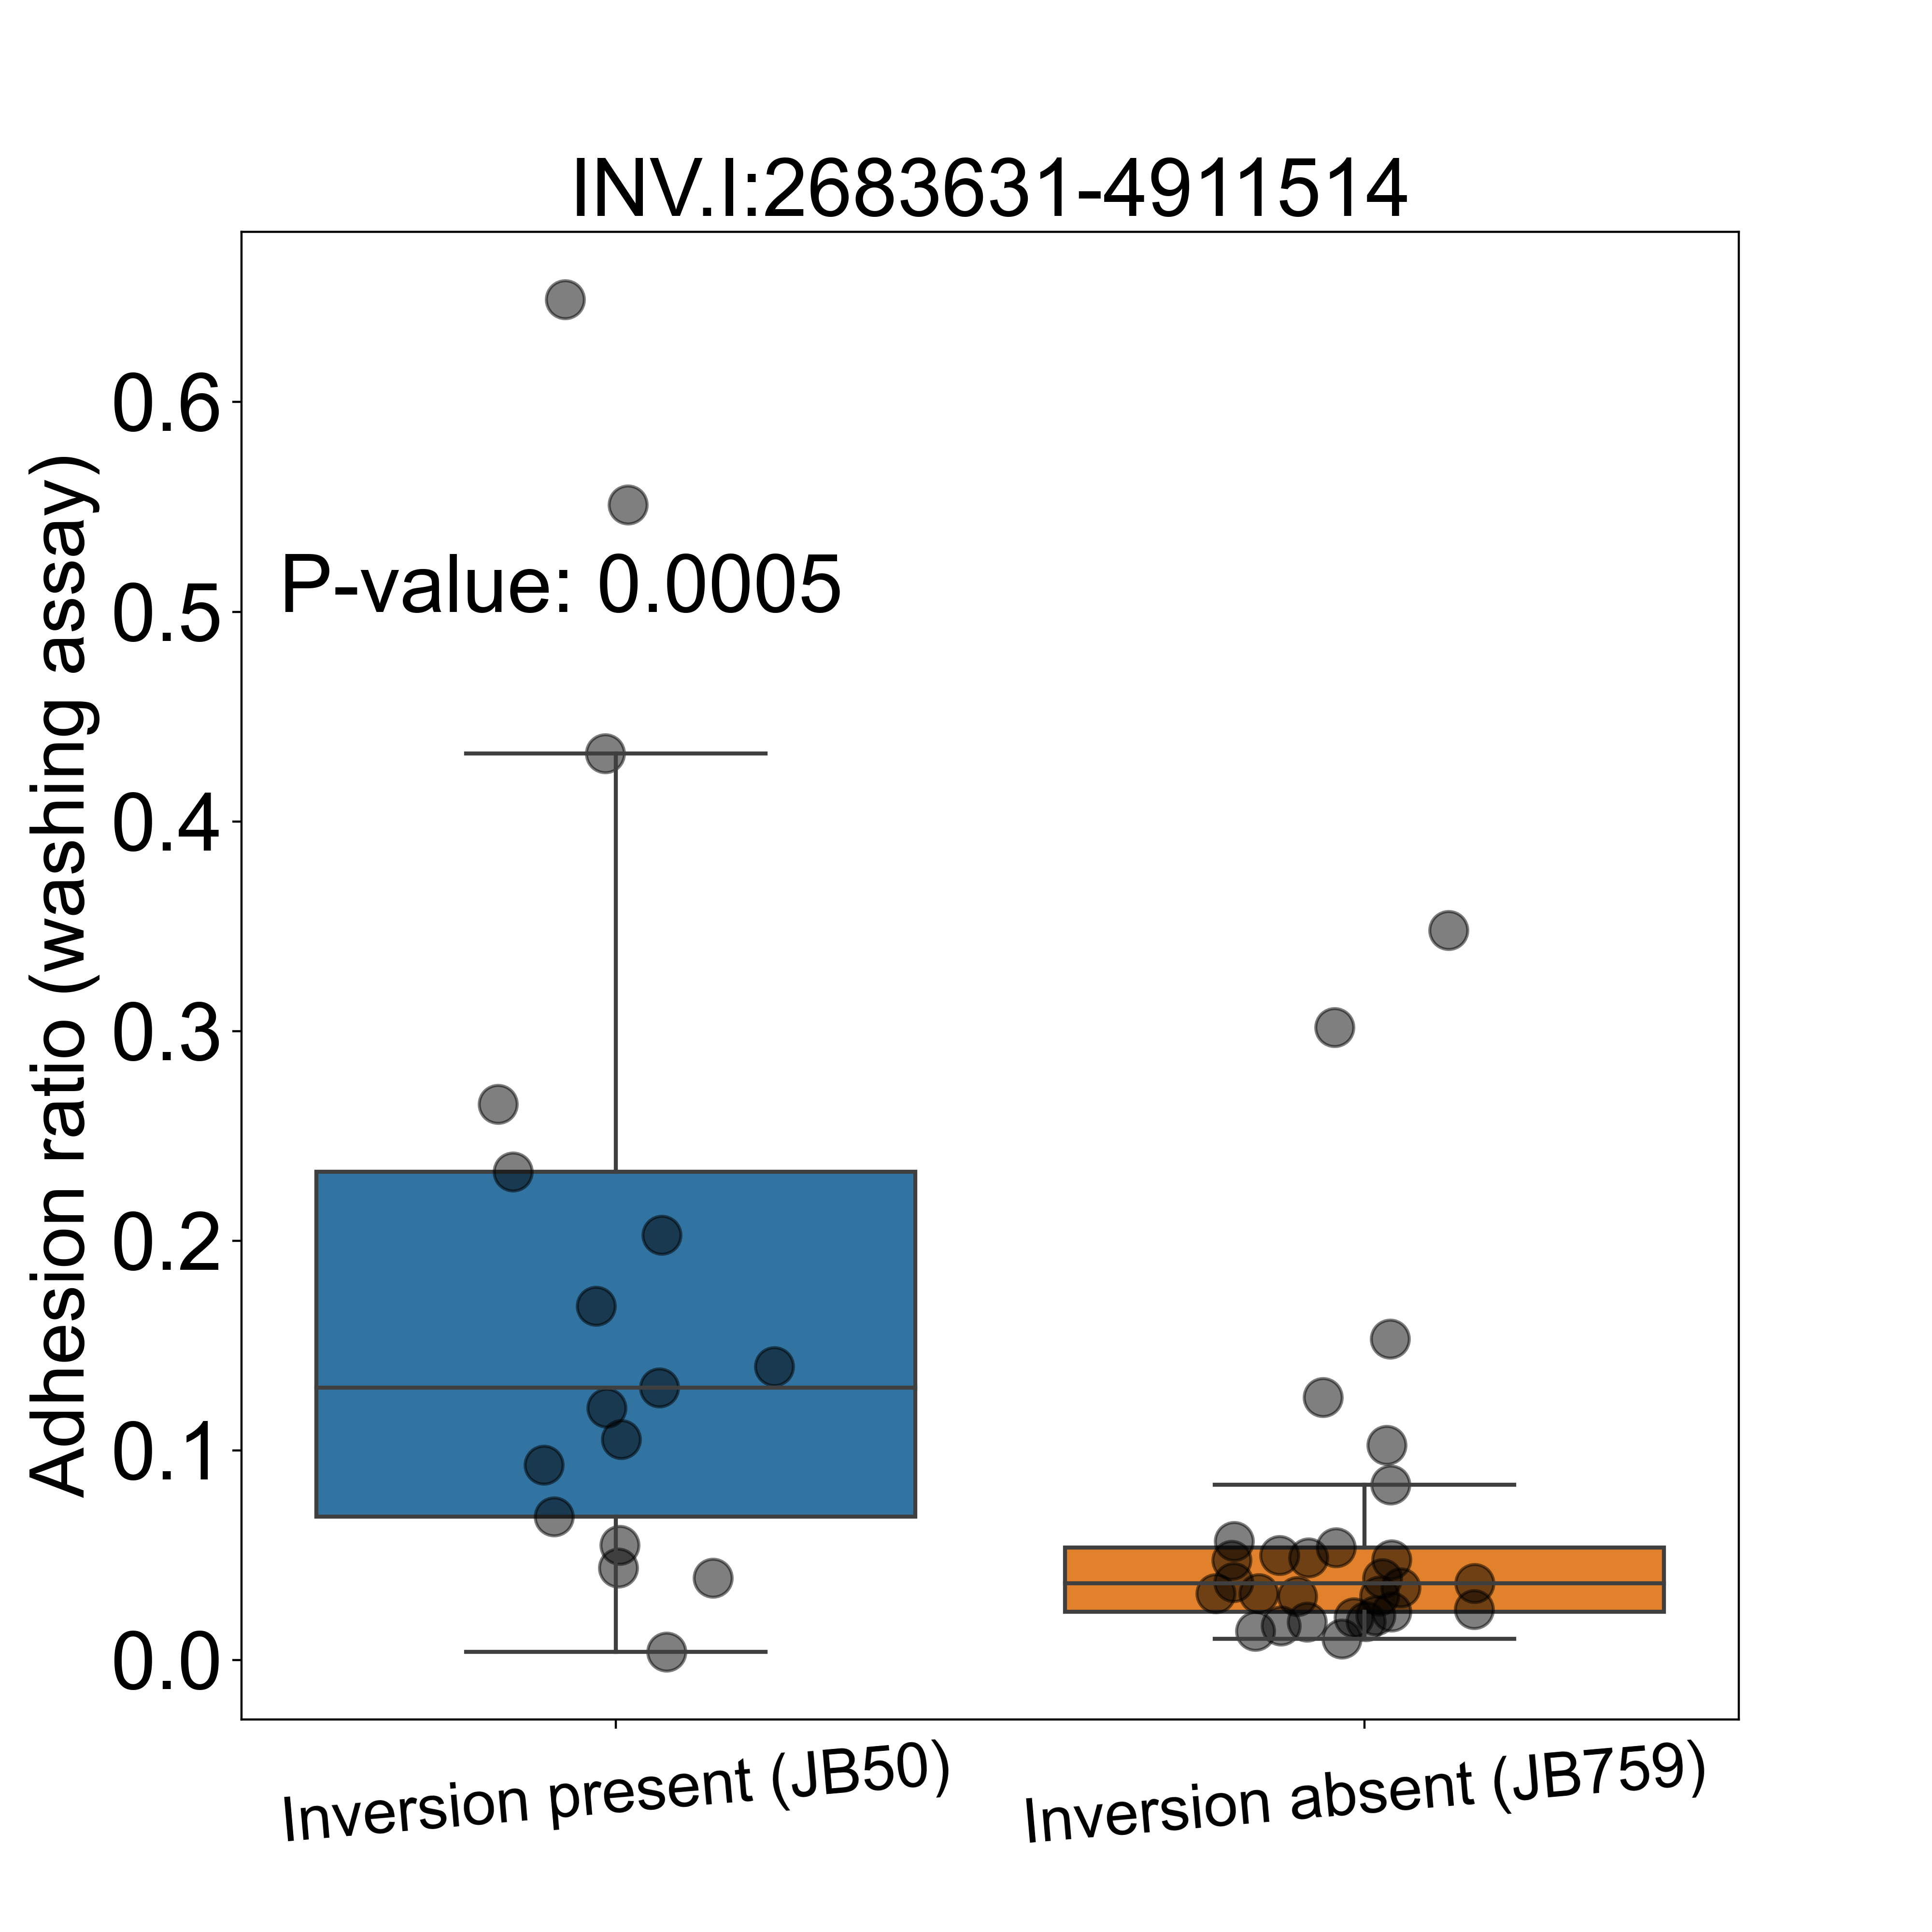 INV.I:2683631-4911514
P-value: 0.0005
Adhesion ratio (washing assay)
0.6
0.5
0.4
0.3
0.2
0.1
0.0
Inversion present (JB50)
Inversion absent (JB759)